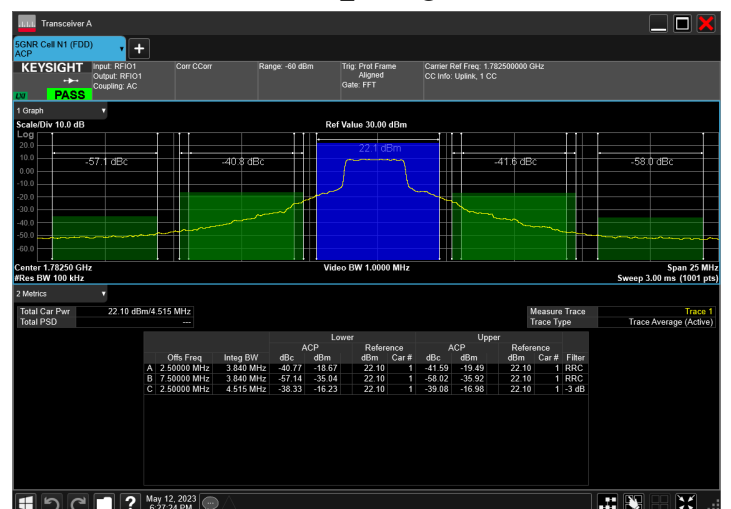 Transceiver A
5GNR Cell N1 (FDD)
ACP
KEYSIGHT
LXI
PASS
Input: RFIO1
Output: RFIO1
Coupling: AC
Corr CCorr
Range: -60 dBm
Trig: Prot Frame
Aligned
Gate: FFT
Carrier Ref Freq: 1.782500000 GHz
CC Info: Uplink, 1 CC
1 Graph
Scale/Div 10.0 dB
Ref Value 30.00 dBm
Log
20.0
10.0
0.00
-10.0
-20.0
-30.0
-40.0
-50.0
-60.0
-57.1 dBc
-40.8 dBc
22.1 dBm
-41.6 dBc
-58.0 dBc
Center 1.78250 GHz
#Res BW 100 kHz
Video BW 1.0000 MHz
Span 25 MHz
Sweep 3.00 ms (1001 pts)
2 Metrics
Total Car Pwr 22.10 dBm/4.515 MHz
Total PSD ---
Measure Trace Trace 1
Trace Type Trace Average (Active)
Lower Upper
ACP Reference ACP Reference
Offs Freq Integ BW dBc dBm dBm Car # dBc dBm dBm Car # Filter
A 2.50000 MHz 3.840 MHz -40.77 -18.67 22.10 1 -41.59 -19.49 22.10 1 RRC
B 7.50000 MHz 3.840 MHz -57.14 -35.04 22.10 1 -58.02 -35.92 22.10 1 RRC
C 2.50000 MHz 4.515 MHz -38.33 -16.23 22.10 1 -39.08 -16.98 22.10 1 -3 dB
May 12, 2023
6:27:24 PM